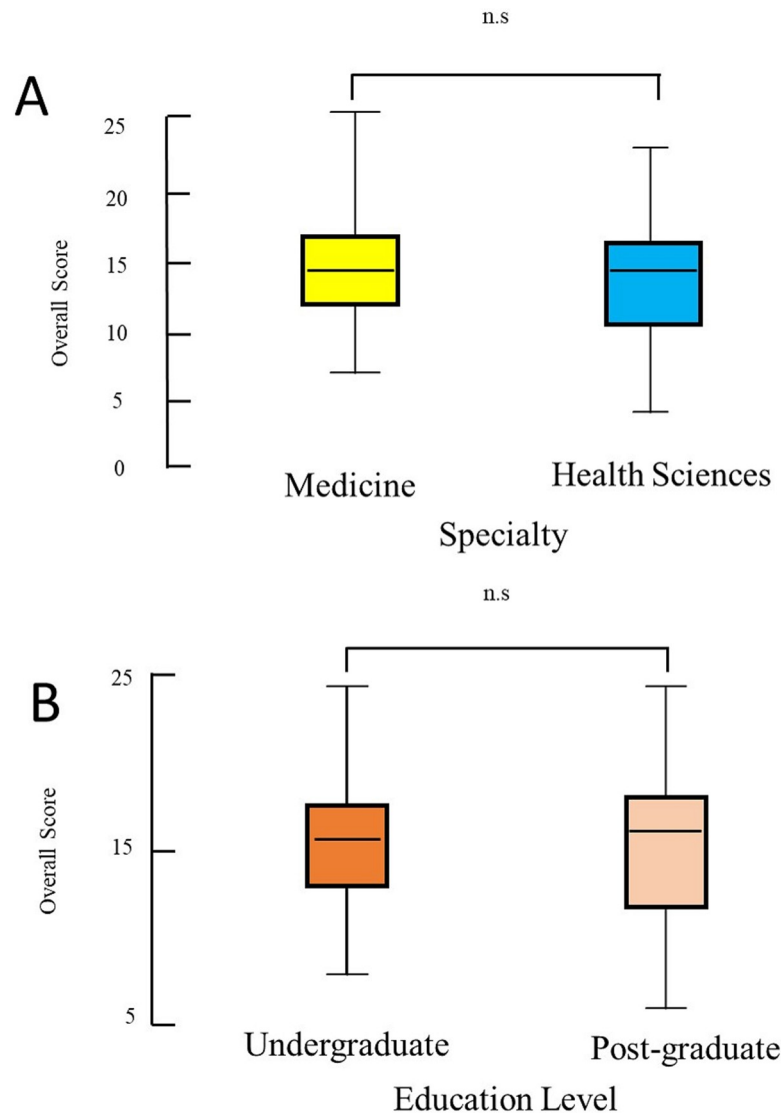 n.s
A
25
20
15
10
5
0
Overall Score
Medicine
Health Sciences
Specialty
n.s
B
25
15
5
Overall Score
Undergraduate
Post-graduate
Education Level